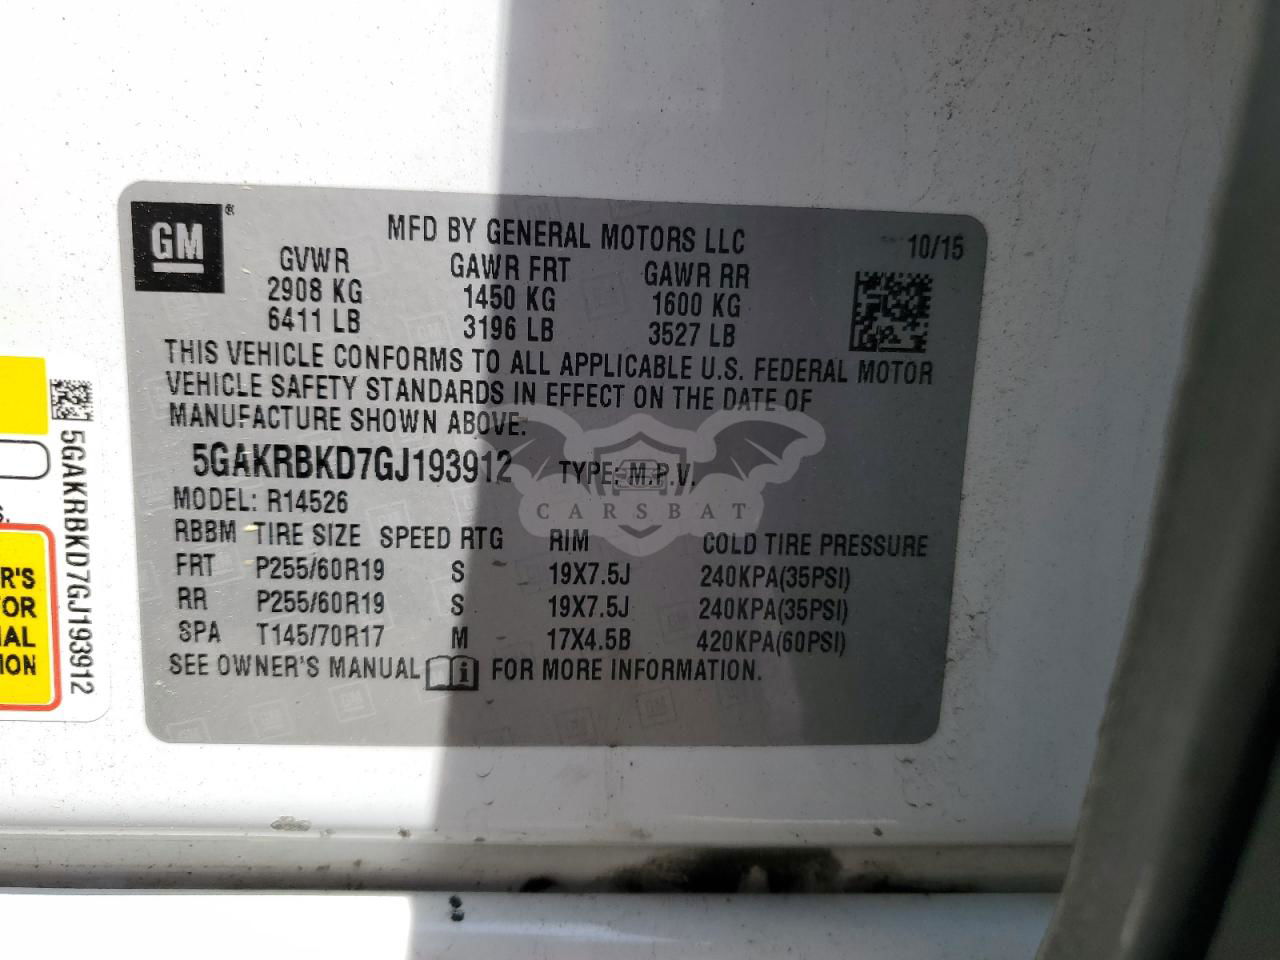 GM
®
MFD BY GENERAL MOTORS LLC 10/15
GVWR GAWR FRT GAWR RR
2908 KG 1450 KG 1600 KG
6411 LB 3196 LB 3527 LB
THIS VEHICLE CONFORMS TO ALL APPLICABLE U.S. FEDERAL MOTOR
VEHICLE SAFETY STANDARDS IN EFFECT ON THE DATE OF
MANUFACTURE SHOWN ABOVE.
5GAKRBKD7GJ193912 TYPE: M.P.V.
CARSBAT
MODEL: R14526
RBBM TIRE SIZE SPEED RTG RIM COLD TIRE PRESSURE
FRT P255/60R19 S 19X7.5J 240KPA(35PSI)
RR P255/60R19 S 19X7.5J 240KPA(35PSI)
SPA T145/70R17 M 17X4.5B 420KPA(60PSI)
SEE OWNER'S MANUAL FOR MORE INFORMATION.
5GAKRBKD7GJ193912